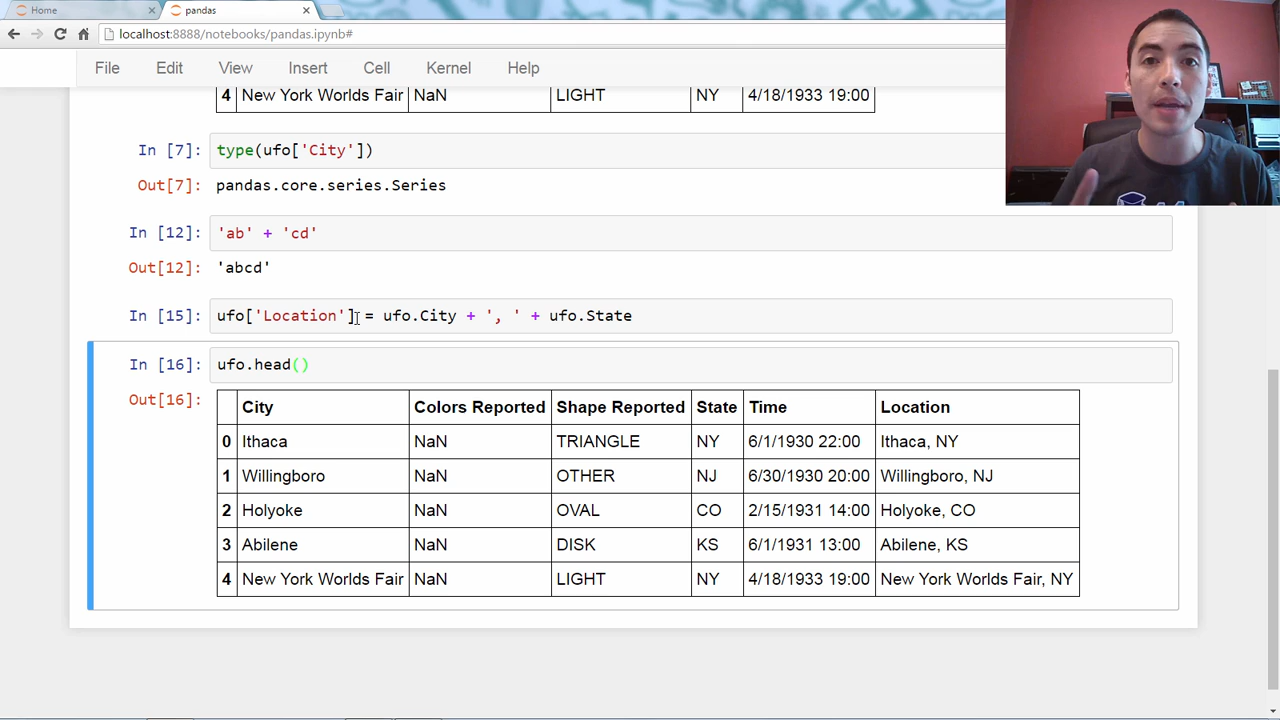 Home
pandas
localhost:8888/notebooks/pandas.ipynb#
File Edit View Insert Cell Kernel Help
4 New York Worlds Fair NaN LIGHT NY 4/18/1933 19:00
In [7]: type(ufo['City'])
Out[7]: pandas.core.series.Series
In [12]: 'ab' + 'cd'
Out[12]: 'abcd'
In [15]: ufo['Location'] = ufo.City + ', ' + ufo.State
In [16]: ufo.head()
Out[16]:
City Colors Reported Shape Reported State Time Location
0 Ithaca NaN TRIANGLE NY 6/1/1930 22:00 Ithaca, NY
1 Willingboro NaN OTHER NJ 6/30/1930 20:00 Willingboro, NJ
2 Holyoke NaN OVAL CO 2/15/1931 14:00 Holyoke, CO
3 Abilene NaN DISK KS 6/1/1931 13:00 Abilene, KS
4 New York Worlds Fair NaN LIGHT NY 4/18/1933 19:00 New York Worlds Fair, NY